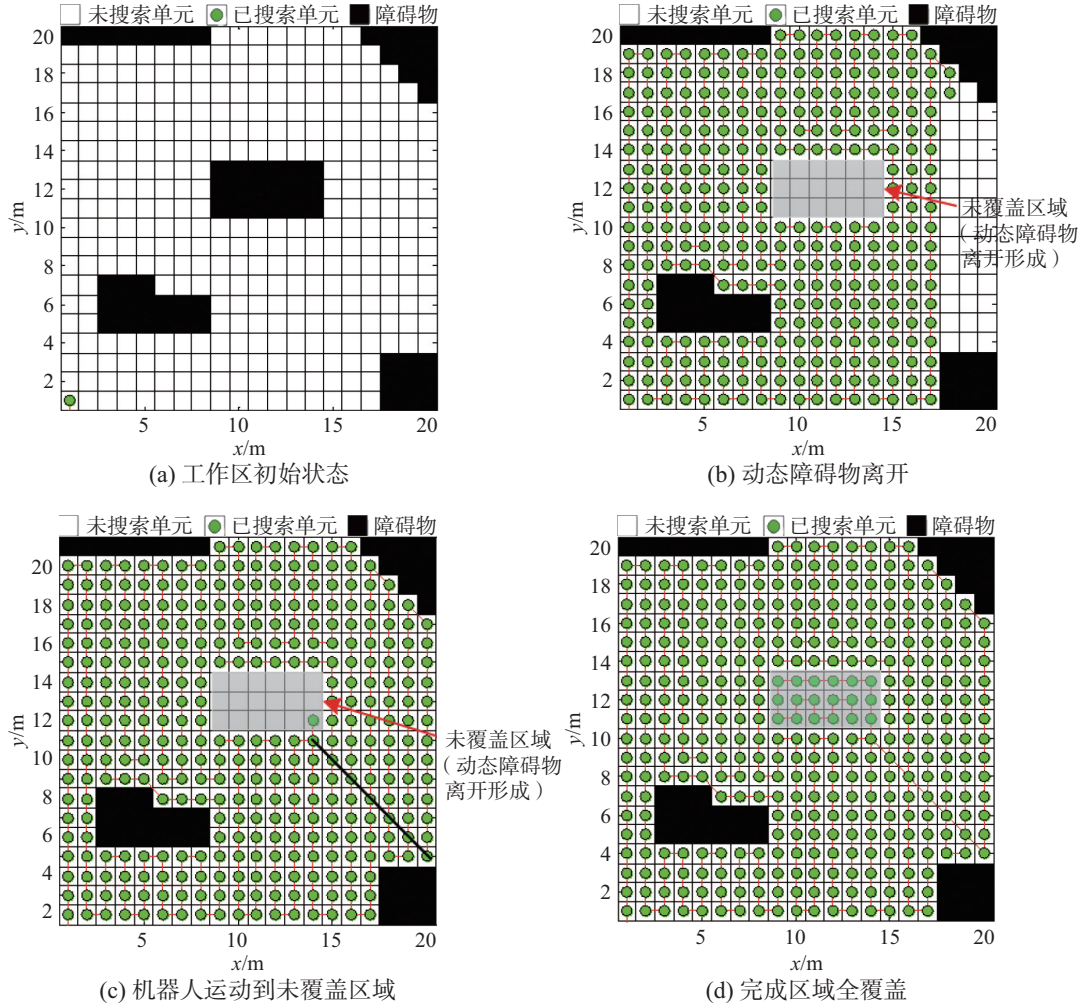 未搜索单元 已搜索单元 障碍物
20
18
16
14
12
10
8
6
4
2
y/m
5 10 15 20
x/m
(a) 工作区初始状态
未搜索单元 已搜索单元 障碍物
20
18
16
14
12
10
8
6
4
2
y/m
5 10 15 20
x/m
未覆盖区域
（动态障碍物
离开形成）
(b) 动态障碍物离开
未搜索单元 已搜索单元 障碍物
20
18
16
14
12
10
8
6
4
2
y/m
5 10 15 20
x/m
未覆盖区域
（动态障碍物
离开形成）
(c) 机器人运动到未覆盖区域
未搜索单元 已搜索单元 障碍物
20
18
16
14
12
10
8
6
4
2
y/m
5 10 15 20
x/m
(d) 完成区域全覆盖